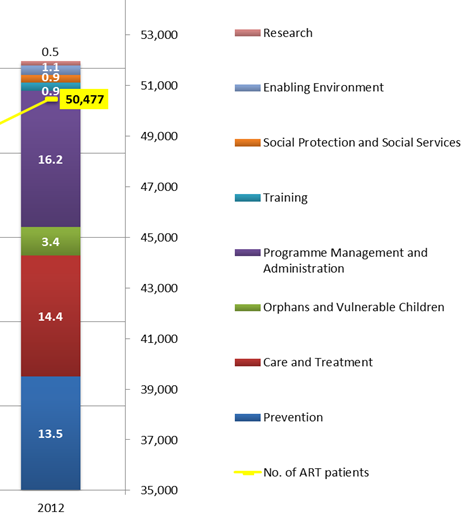 0.5
1.1
0.9
0.9
50,477
16.2
3.4
14.4
13.5
2012
53,000
51,000
49,000
47,000
45,000
43,000
41,000
39,000
37,000
35,000
Research
Enabling Environment
Social Protection and Social Services
Training
Programme Management and
Administration
Orphans and Vulnerable Children
Care and Treatment
Prevention
No. of ART patients